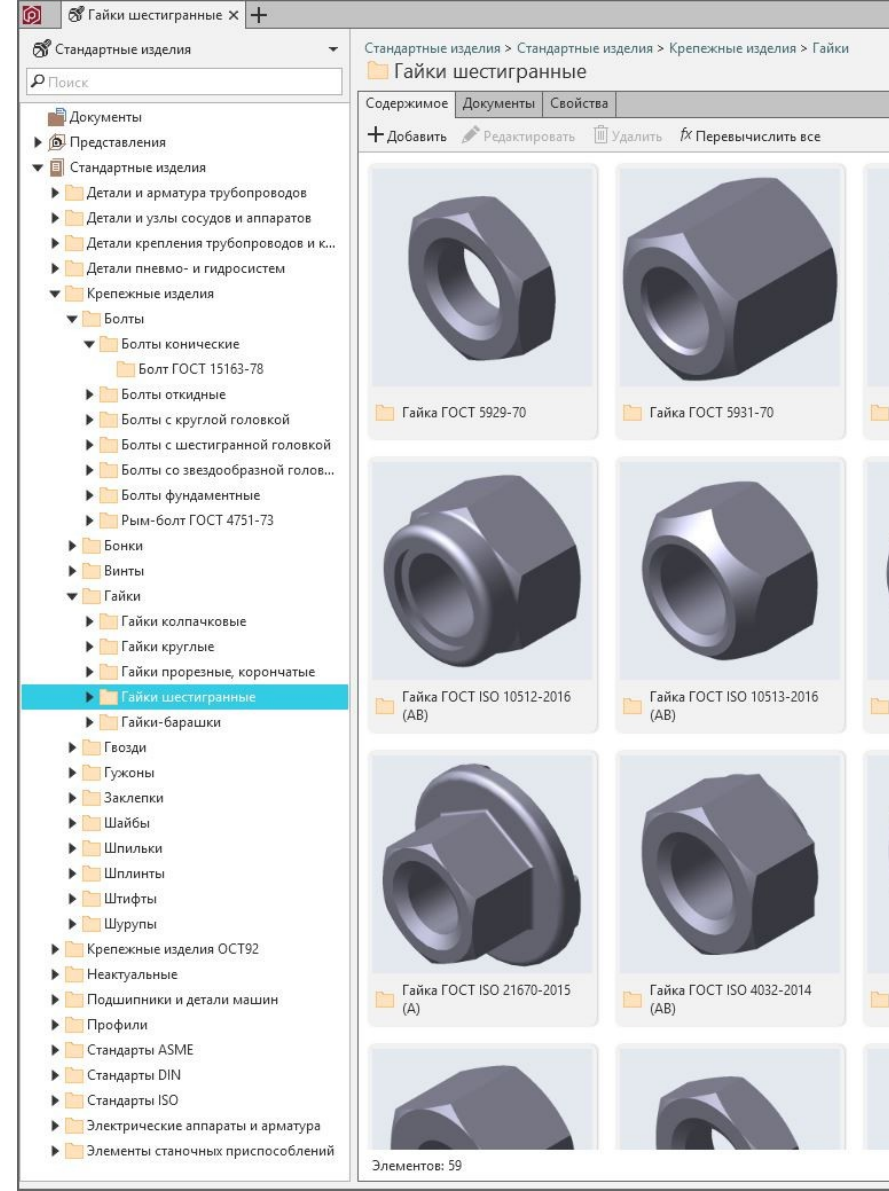 Гайки шестигранные
Стандартные изделия
Поиск
Документы
Представления
Стандартные изделия
Детали и арматура трубопроводов
Детали и узлы сосудов и аппаратов
Детали крепления трубопроводов и к...
Детали пневмо- и гидросистем
Крепежные изделия
Болты
Болты конические
Болт ГОСТ 15163-78
Болты откидные
Болты с круглой головкой
Болты с шестигранной головкой
Болты со звездообразной голов...
Болты фундаментные
Рым-болт ГОСТ 4751-73
Бонки
Винты
Гайки
Гайки колпачковые
Гайки круглые
Гайки прорезные, корончатые
Гайки шестигранные
Гайки-барашки
Гвозди
Гужоны
Заклепки
Шайбы
Шпильки
Шплинты
Штифты
Шурупы
Крепежные изделия ОСТ92
Неактуальные
Подшипники и детали машин
Профили
Стандарты ASME
Стандарты DIN
Стандарты ISO
Электрические аппараты и арматура
Элементы станочных приспособлений
Стандартные изделия > Стандартные изделия > Крепежные изделия > Гайки
Гайки шестигранные
Содержимое Документы Свойства
Добавить Редактировать Удалить fx Перевычислить все
Гайка ГОСТ 5929-70
Гайка ГОСТ 5931-70
Гайка ГОСТ ISO 10512-2016
(AB)
Гайка ГОСТ ISO 10513-2016
(AB)
Гайка ГОСТ ISO 21670-2015
(A)
Гайка ГОСТ ISO 4032-2014
(AB)
Элементов: 59